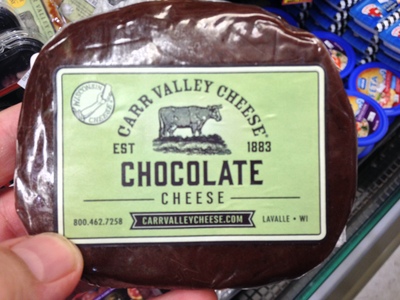 CARR VALLEY CHEESE
EST 1883
CHOCOLATE
CHEESE
800.462.7258 CARRVALLEYCHEESE.COM LAVALLE • WI